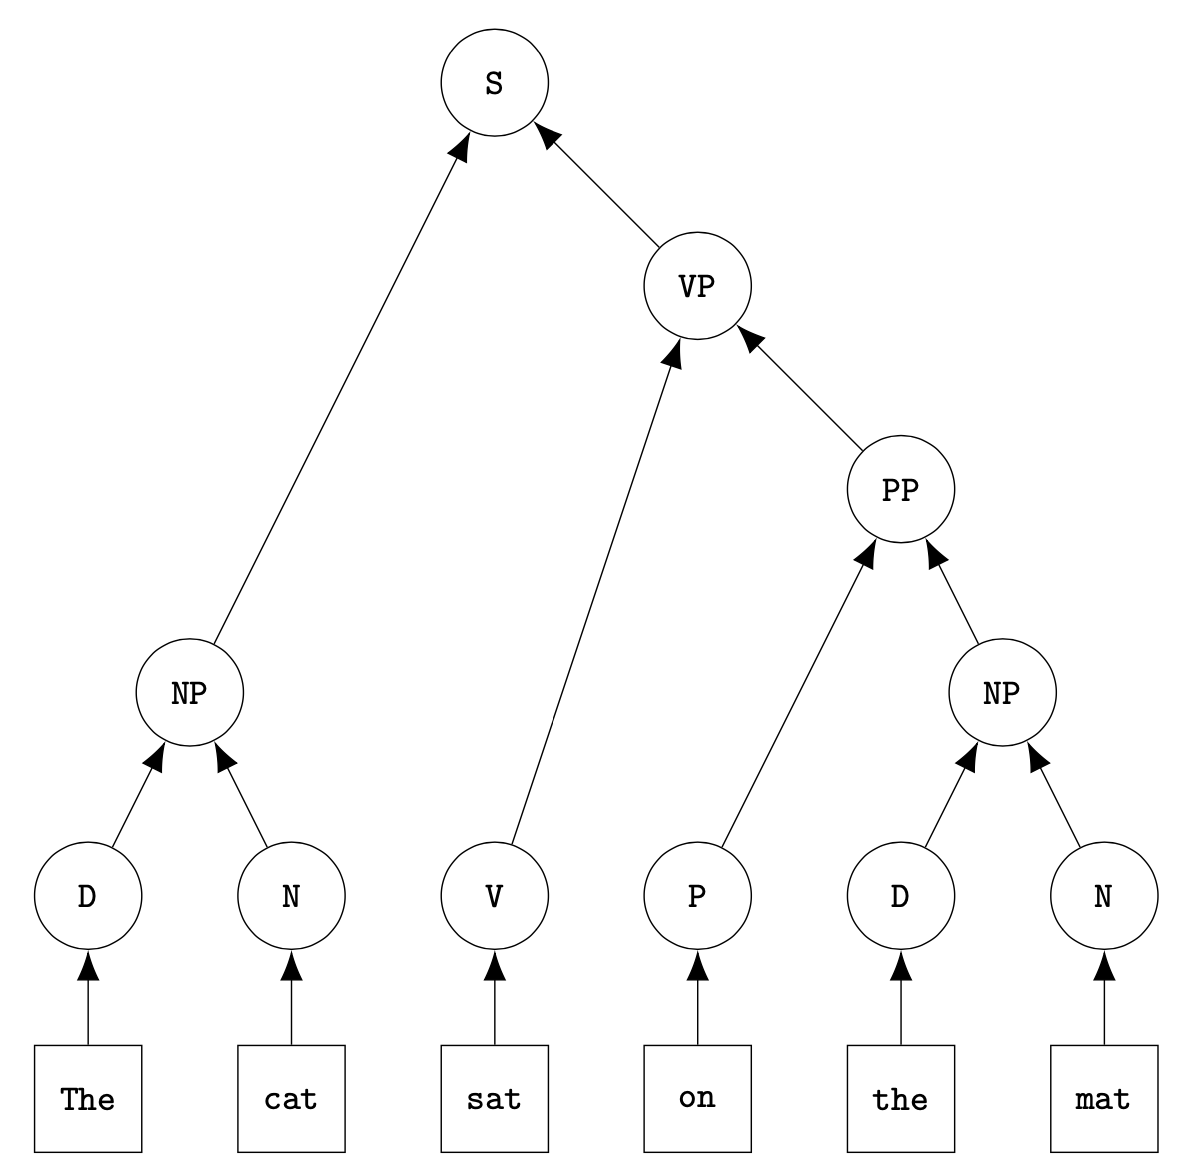 S
VP
PP
NP NP
D N V P D N
The cat sat on the mat